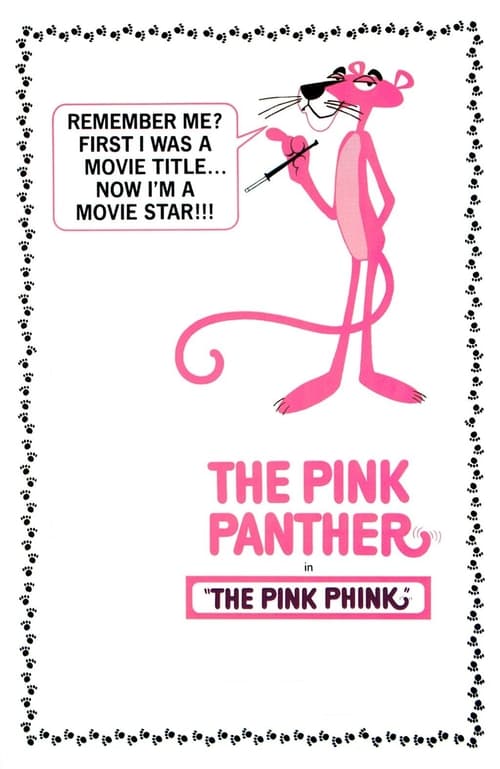 REMEMBER ME?
FIRST I WAS A
MOVIE TITLE...
NOW I'M A
MOVIE STAR!!!
THE PINK
PANTHER
in
"THE PINK PHINK"